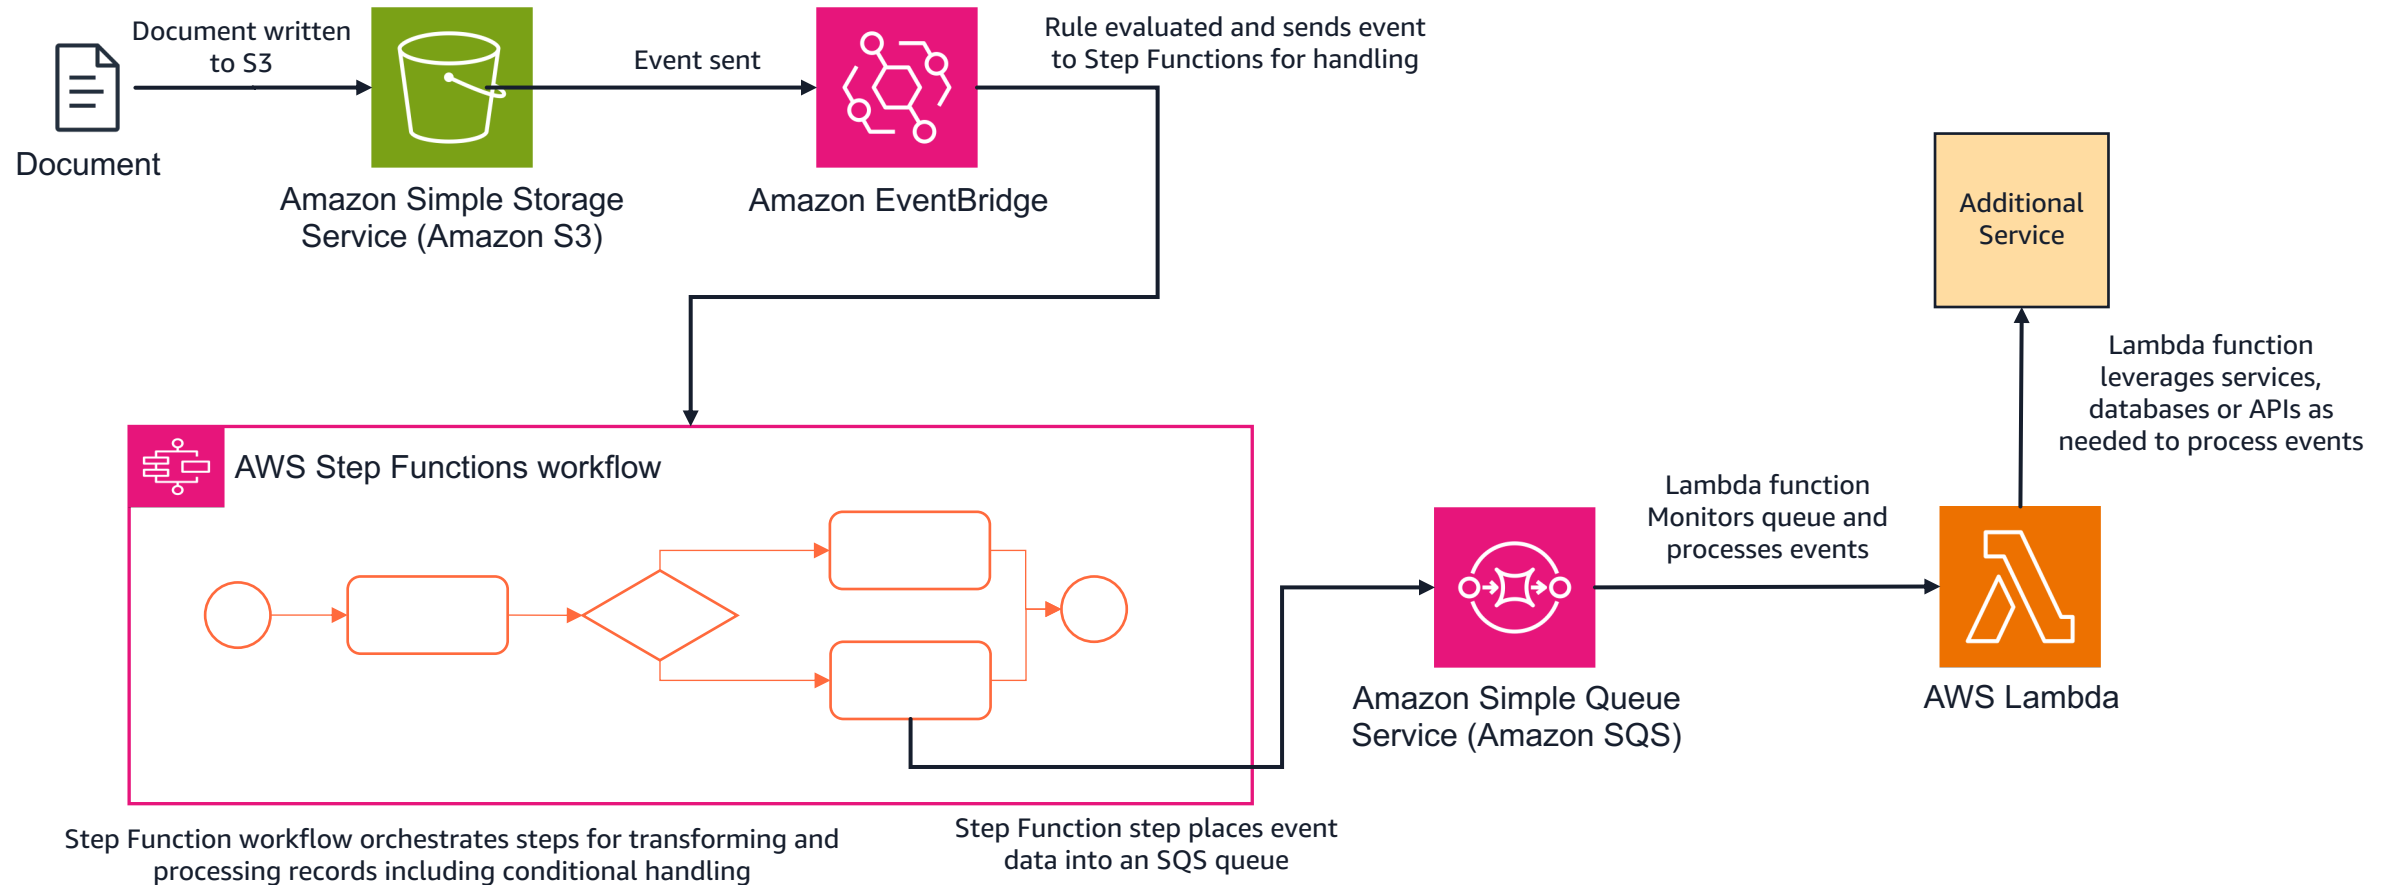 Document written
to S3
Document
Amazon Simple Storage
Service (Amazon S3)
Event sent
Amazon EventBridge
Rule evaluated and sends event
to Step Functions for handling
AWS Step Functions workflow
Step Function workflow orchestrates steps for transforming and
processing records including conditional handling
Step Function step places event
data into an SQS queue
Amazon Simple Queue
Service (Amazon SQS)
Lambda function
Monitors queue and
processes events
AWS Lambda
Lambda function
leverages services,
databases or APIs as
needed to process events
Additional
Service